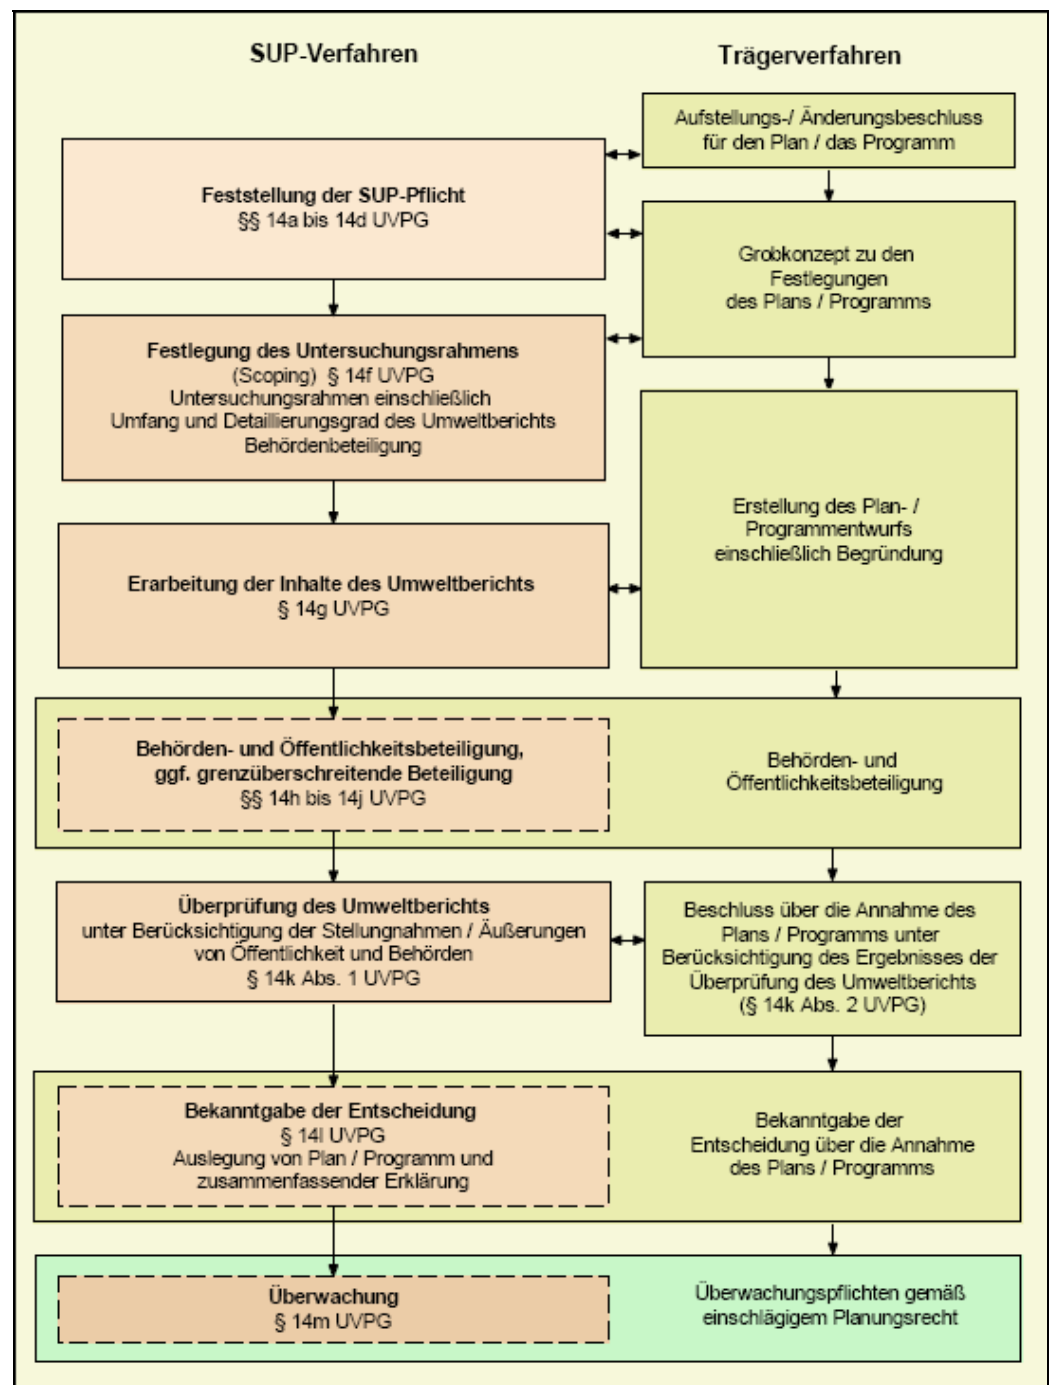 SUP-Verfahren
Trägerverfahren
Aufstellungs-/ Änderungsbeschluss
für den Plan / das Programm
Feststellung der SUP-Pflicht
§§ 14a bis 14d UVPG
Grobkonzept zu den
Festlegungen
des Plans / Programms
Festlegung des Untersuchungsrahmens
(Scoping) § 14f UVPG
Untersuchungsrahmen einschließlich
Umfang und Detaillierungsgrad des Umweltberichts
Behördenbeteiligung
Erstellung des Plan- /
Programmentwurfs
einschließlich Begründung
Erarbeitung der Inhalte des Umweltberichts
§ 14g UVPG
Behörden- und Öffentlichkeitsbeteiligung,
ggf. grenzüberschreitende Beteiligung
§§ 14h bis 14j UVPG
Behörden- und
Öffentlichkeitsbeteiligung
Überprüfung des Umweltberichts
unter Berücksichtigung der Stellungnahmen / Äußerungen
von Öffentlichkeit und Behörden
§ 14k Abs. 1 UVPG
Beschluss über die Annahme des
Plans / Programms unter
Berücksichtigung des Ergebnisses der
Überprüfung des Umweltberichts
(§ 14k Abs. 2 UVPG)
Bekanntgabe der Entscheidung
§ 14l UVPG
Auslegung von Plan / Programm und
zusammenfassender Erklärung
Bekanntgabe der
Entscheidung über die Annahme
des Plans / Programms
Überwachung
§ 14m UVPG
Überwachungspflichten gemäß
einschlägigem Planungsrecht